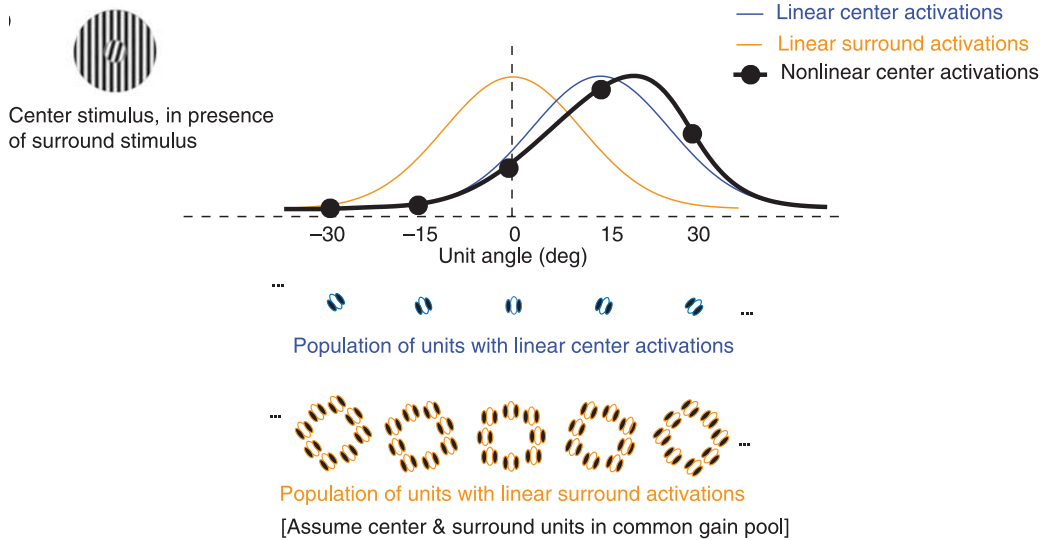 )
Linear center activations
Linear surround activations
Nonlinear center activations
Center stimulus, in presence
of surround stimulus
–30 –15 0 15 30
Unit angle (deg)
... ...
Population of units with linear center activations
... ...
Population of units with linear surround activations
[Assume center & surround units in common gain pool]